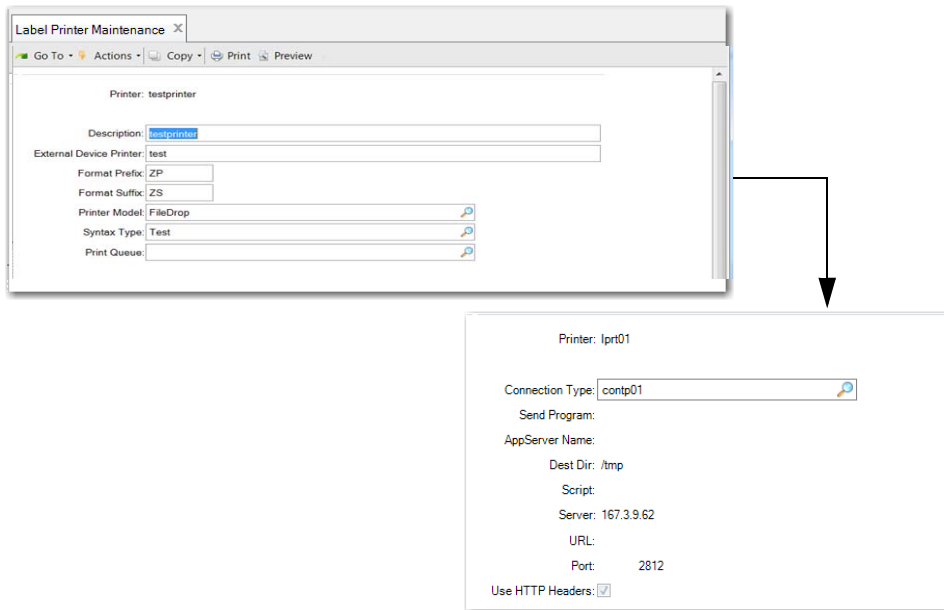 Label Printer Maintenance
Go To Actions Copy Print Preview
Printer: testprinter
Description: testprinter
External Device Printer: test
Format Prefix: ZP
Format Suffix: ZS
Printer Model: FileDrop
Syntax Type: Test
Print Queue:
Printer: lprt01
Connection Type: contp01
Send Program:
AppServer Name:
Dest Dir: /tmp
Script:
Server: 167.3.9.62
URL:
Port: 2812
Use HTTP Headers: